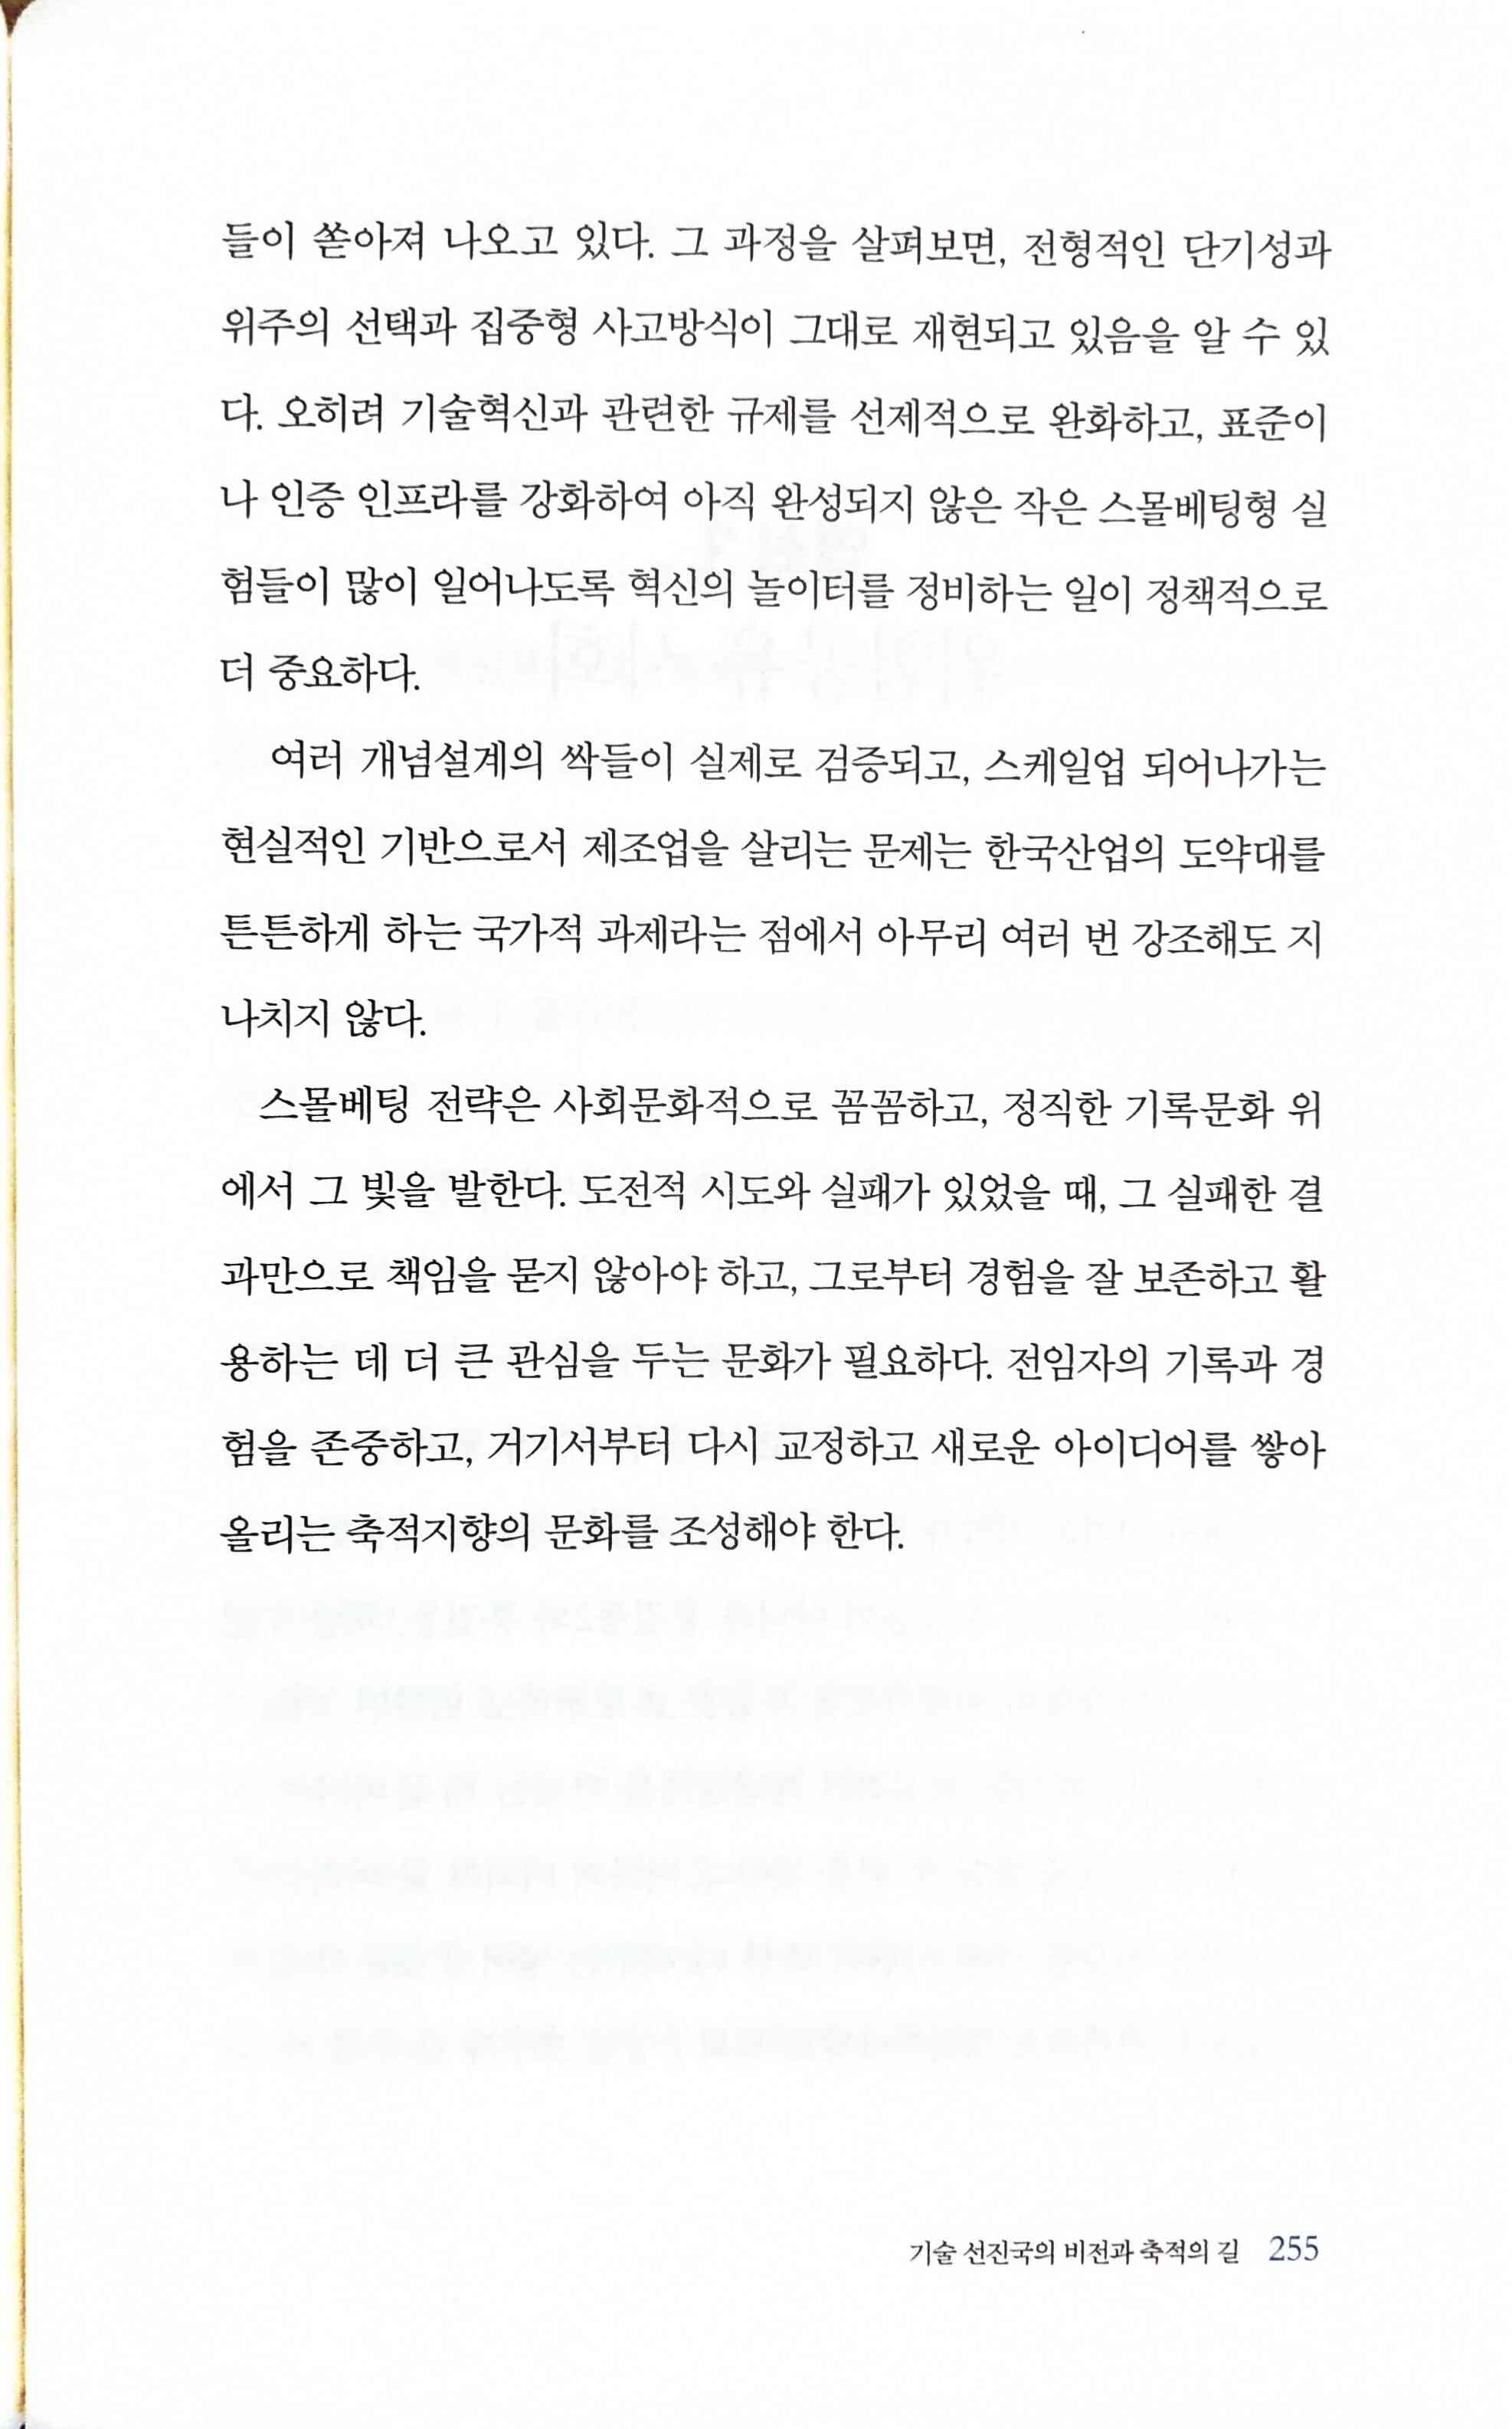 들이 쏟아져 나오고 있다. 그 과정을 살펴보면, 전형적인 단기성과
위주의 선택과 집중형 사고방식이 그대로 재현되고 있음을 알 수 있
다. 오히려 기술혁신과 관련한 규제를 선제적으로 완화하고, 표준이
나 인증 인프라를 강화하여 아직 완성되지 않은 작은 스몰베팅형 실
험들이 많이 일어나도록 혁신의 놀이터를 정비하는 일이 정책적으로
더 중요하다.
여러 개념설계의 싹들이 실제로 검증되고, 스케일업 되어나가는
현실적인 기반으로서 제조업을 살리는 문제는 한국산업의 도약대를
튼튼하게 하는 국가적 과제라는 점에서 아무리 여러 번 강조해도 지
나치지 않다.
스몰베팅 전략은 사회문화적으로 꼼꼼하고, 정직한 기록문화 위
에서 그 빛을 발한다. 도전적 시도와 실패가 있었을 때, 그 실패한 결
과만으로 책임을 묻지 않아야 하고, 그로부터 경험을 잘 보존하고 활
용하는 데 더 큰 관심을 두는 문화가 필요하다. 전임자의 기록과 경
험을 존중하고, 거기서부터 다시 교정하고 새로운 아이디어를 쌓아
올리는 축적지향의 문화를 조성해야 한다.
기술 선진국의 비전과 축적의 길 255